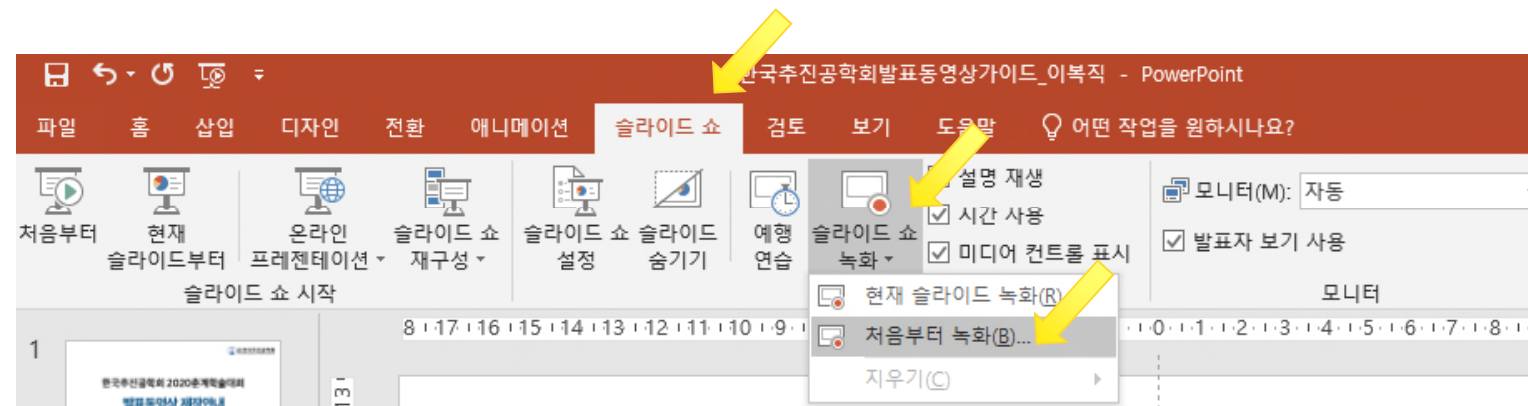 한국추진공학회발표동영상가이드_이복직 - PowerPoint
파일 홈 삽입 디자인 전환 애니메이션 슬라이드 쇼 검토 보기 도움말 어떤 작업을 원하시나요?
처음부터 현재 슬라이드부터 온라인 프레젠테이션 슬라이드 쇼 재구성 슬라이드 쇼 설정 슬라이드 숨기기 예행 연습 슬라이드 쇼 녹화
설명 재생
시간 사용
미디어 컨트롤 표시
모니터(M): 자동
발표자 보기 사용
슬라이드 쇼 시작
모니터
현재 슬라이드 녹화(R)
처음부터 녹화(B)...
지우기(C)
8 17 16 15 14 13 12 11 10 9 0 1 2 3 4 5 6 7 8
1
한국추진공학회 2020춘계학술대회
발표동영상 제작안내
13